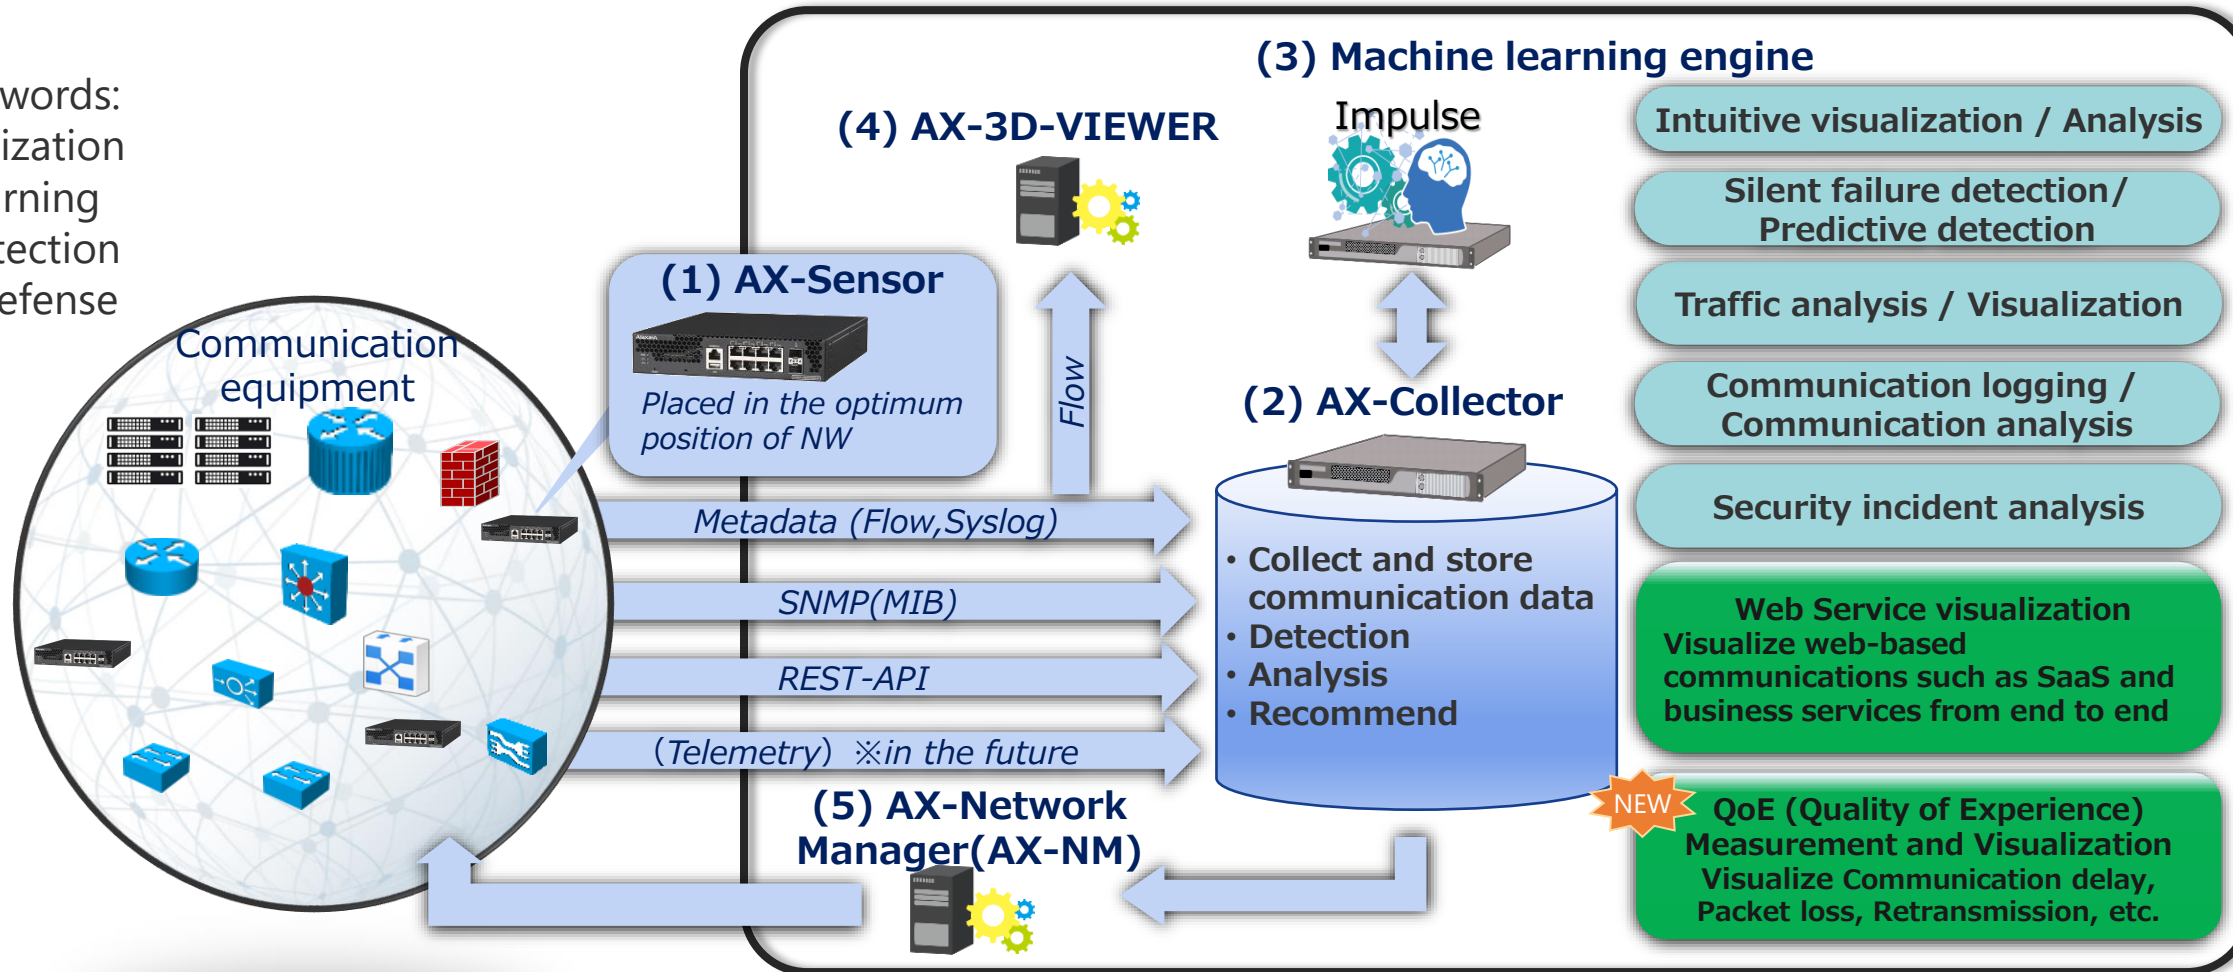 words:
ization
rning
tection
efense
Communication
equipment
(1) AX-Sensor
Placed in the optimum
position of NW
(4) AX-3D-VIEWER
Flow
(3) Machine learning engine
Impulse
(2) AX-Collector
Metadata (Flow,Syslog)
SNMP(MIB)
REST-API
（Telemetry）※in the future
・Collect and store
communication data
・Detection
・Analysis
・Recommend
(5) AX-Network
Manager(AX-NM)
Intuitive visualization / Analysis
Silent failure detection/
Predictive detection
Traffic analysis / Visualization
Communication logging /
Communication analysis
Security incident analysis
Web Service visualization
Visualize web-based
communications such as SaaS and
business services from end to end
NEW
QoE (Quality of Experience)
Measurement and Visualization
Visualize Communication delay,
Packet loss, Retransmission, etc.